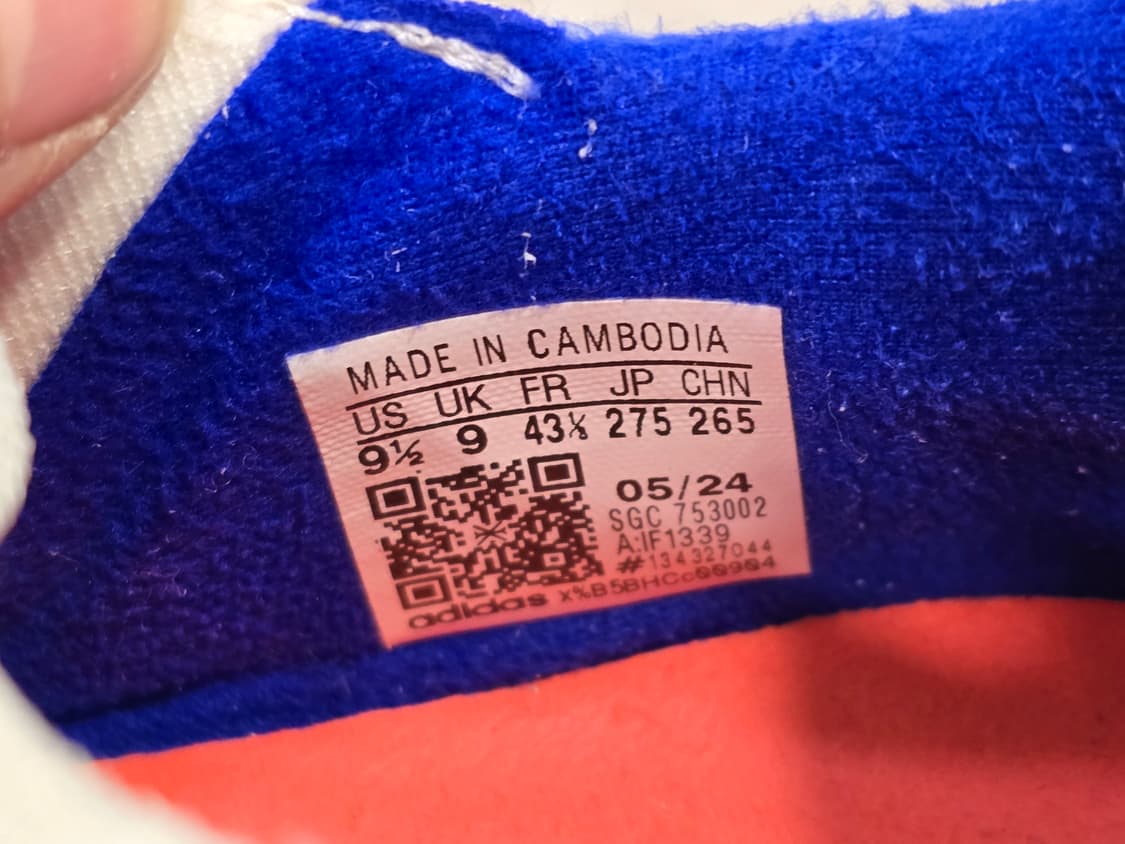 MADE IN CAMBODIA
US UK FR JP CHN
9½ 9 43⅓ 275 265
05/24
SGC 753002
A:IF1339
#134327044
adidas X%B5BHCc00904